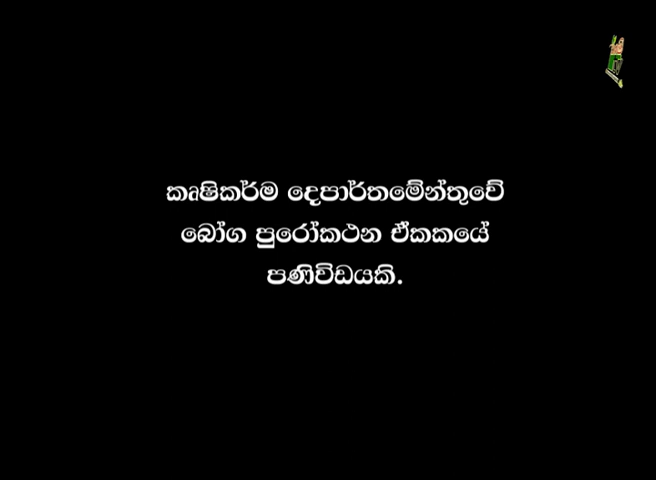 කෘෂිකර්ම දෙපාර්තමේන්තුවේ
බෝග පුරෝකථන ඒකකයේ
පණිවිඩයකි.